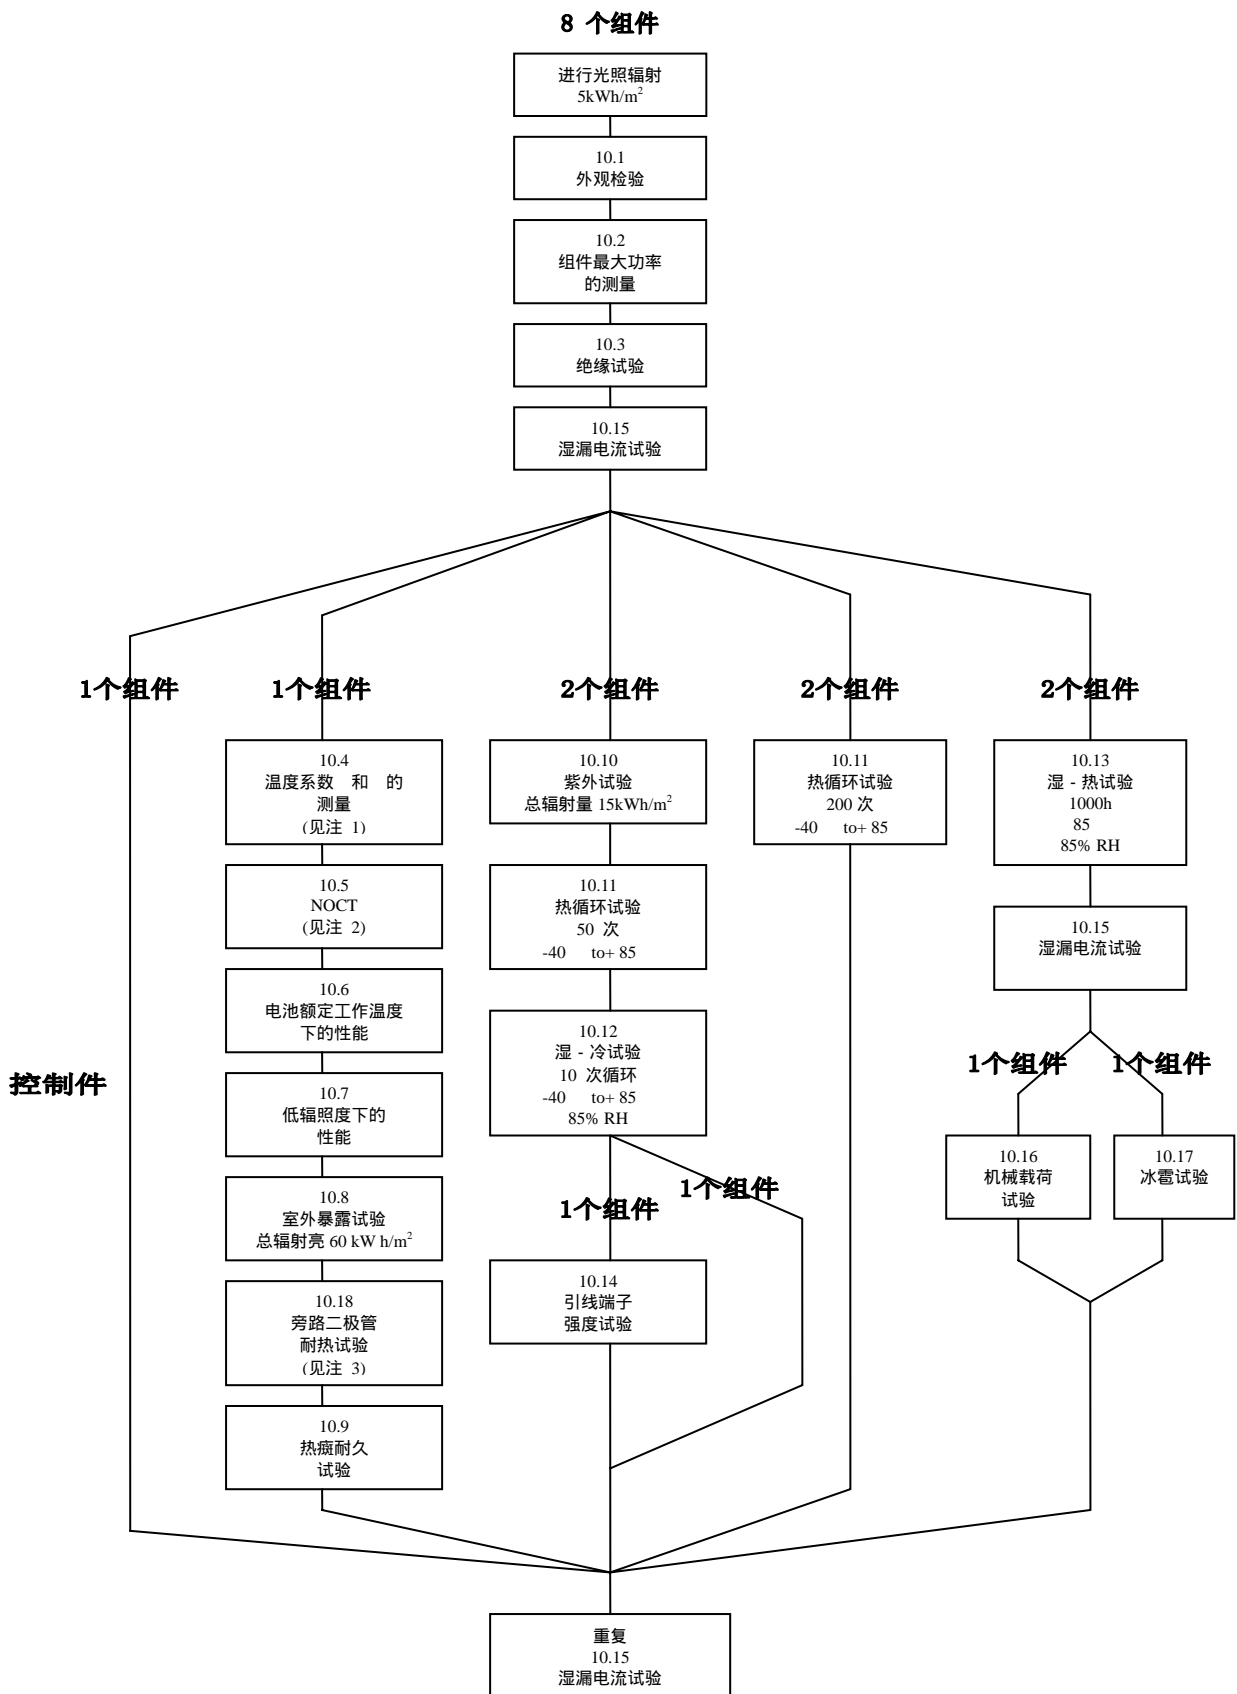 8 个组件
进行光照辐射
5kWh/m²
10.1
外观检验
10.2
组件最大功率
的测量
10.3
绝缘试验
10.15
湿漏电流试验
1个组件
1个组件
2个组件
2个组件
2个组件
控制件
10.4
温度系数 和 的
测量
(见注 1)
10.5
NOCT
(见注 2)
10.6
电池额定工作温度
下的性能
10.7
低辐照度下的
性能
10.8
室外暴露试验
总辐射亮 60 kW h/m²
10.18
旁路二极管
耐热试验
(见注 3)
10.9
热癍耐久
试验
10.10
紫外试验
总辐射量 15kWh/m²
10.11
热循环试验
50 次
-40 to+ 85
10.12
湿 - 冷试验
10 次循环
-40 to+ 85
85% RH
1个组件
1个组件
10.14
引线端子
强度试验
10.11
热循环试验
200 次
-40 to+ 85
10.13
湿 - 热试验
1000h
85
85% RH
10.15
湿漏电流试验
1个组件
1个组件
10.16
机械载荷
试验
10.17
冰雹试验
重复
10.15
湿漏电流试验